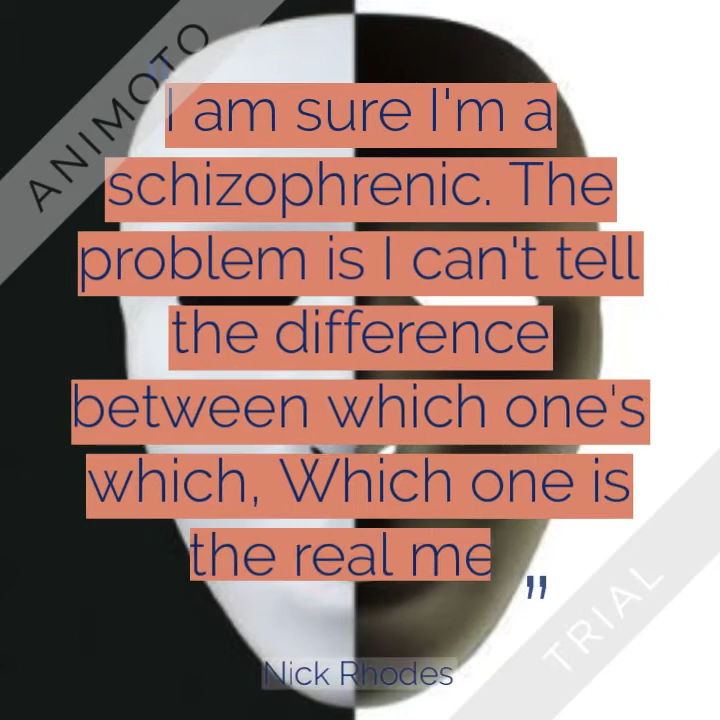 ANIMOTO
I am sure I'm a
schizophrenic. The
problem is I can't tell
the difference
between which one's
which, Which one is
the real me
”
Nick Rhodes
TRIAL